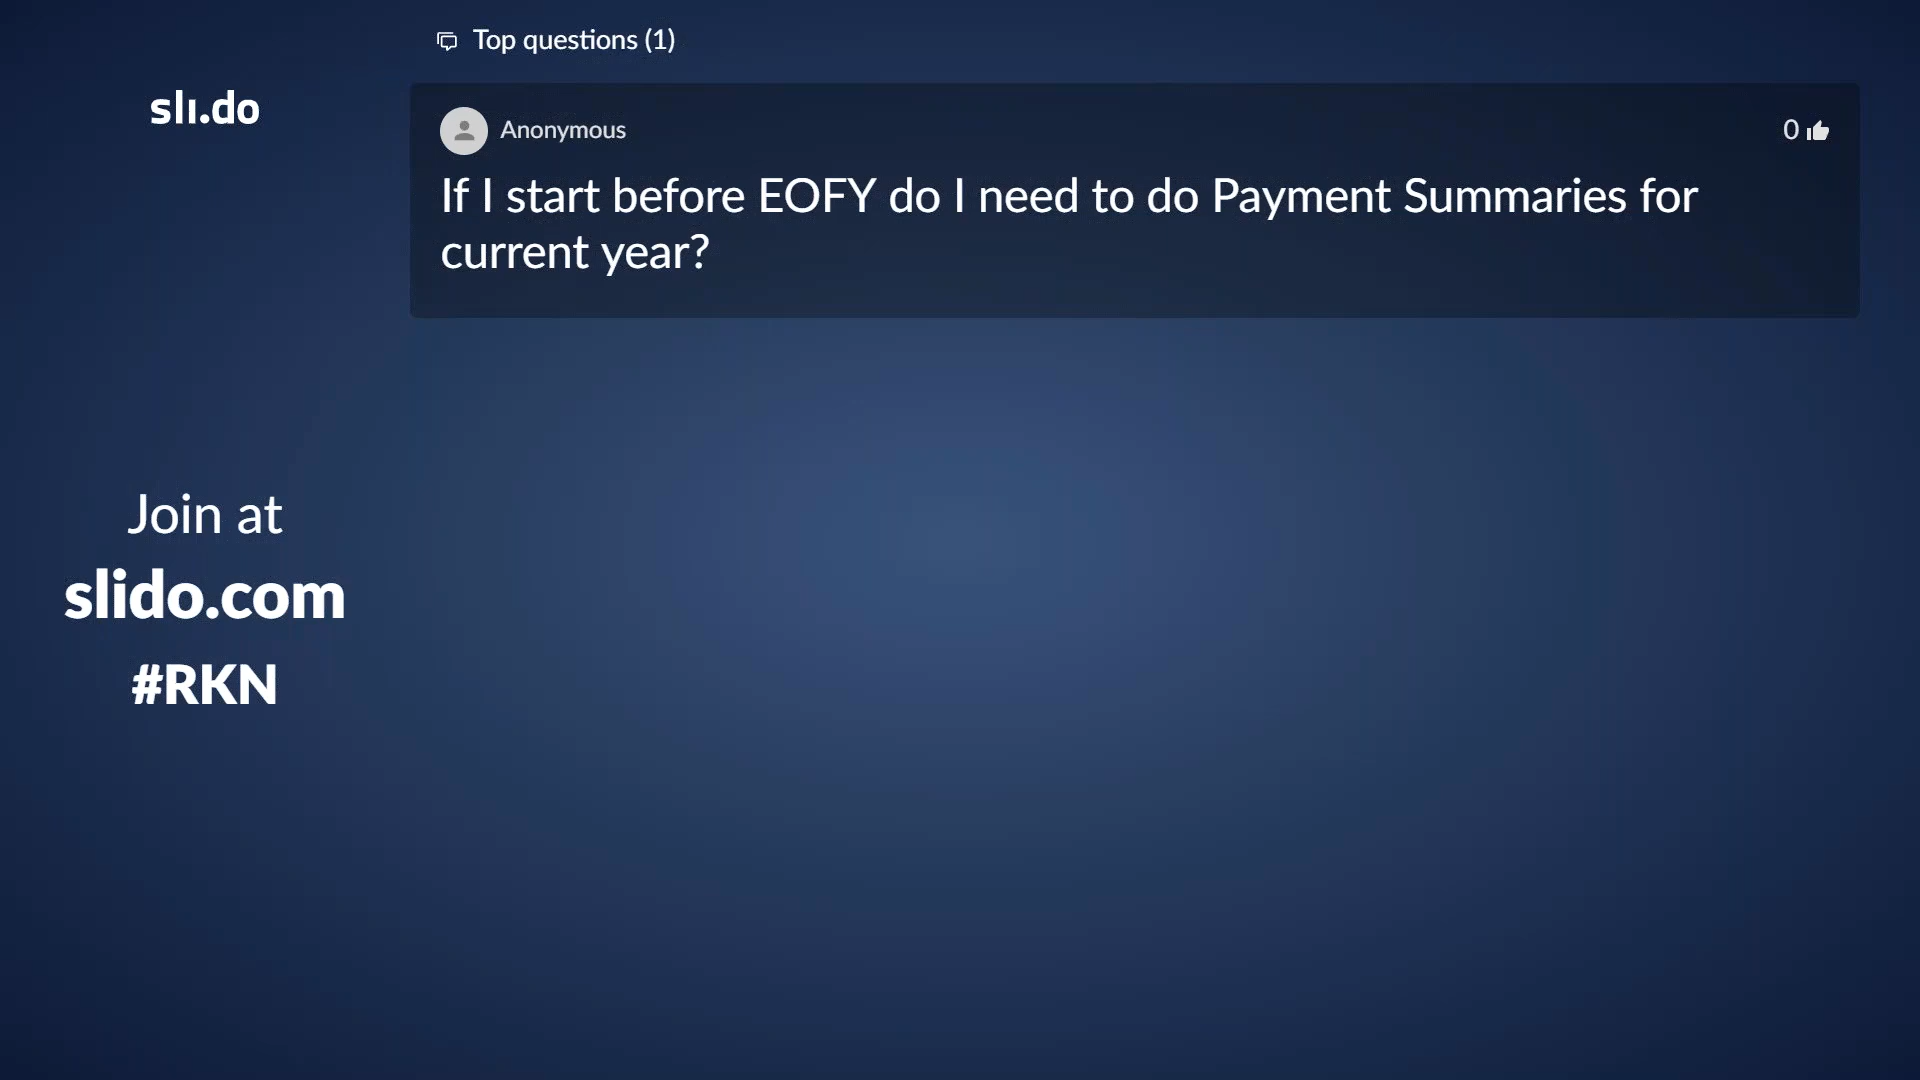 Top questions (1)
sli.do
Anonymous
0
If I start before EOFY do I need to do Payment Summaries for
current year?
Join at
slido.com
#RKN